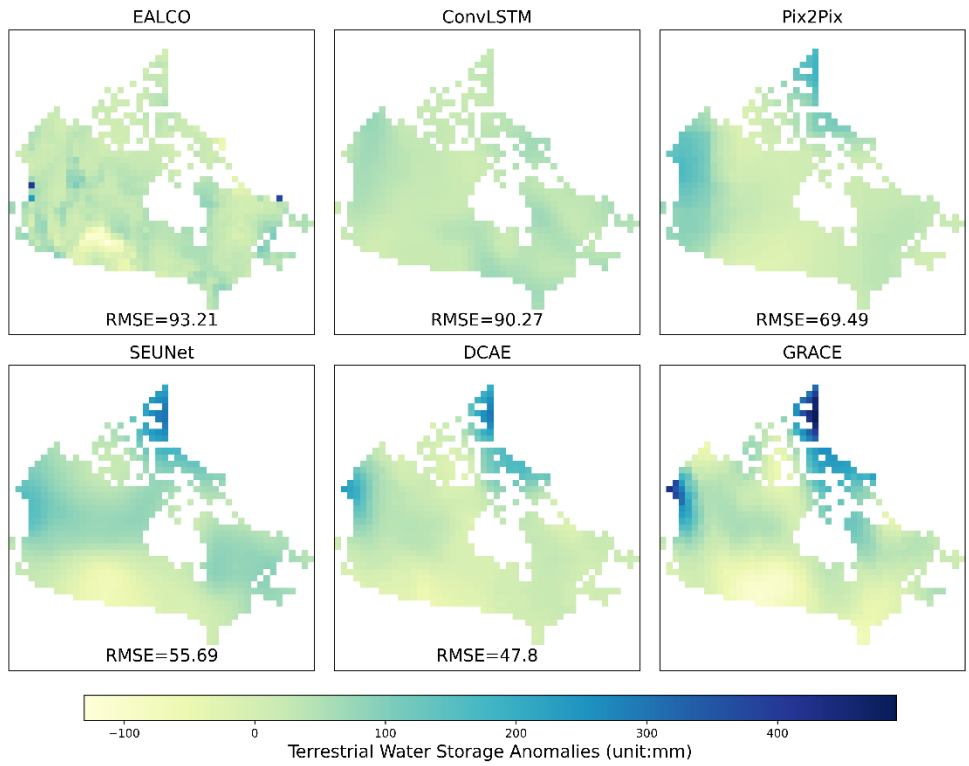 EALCO
ConvLSTM
Pix2Pix
RMSE=93.21
RMSE=90.27
RMSE=69.49
SEUNet
DCAE
GRACE
RMSE=55.69
RMSE=47.8
−100 0 100 200 300 400
Terrestrial Water Storage Anomalies (unit:mm)